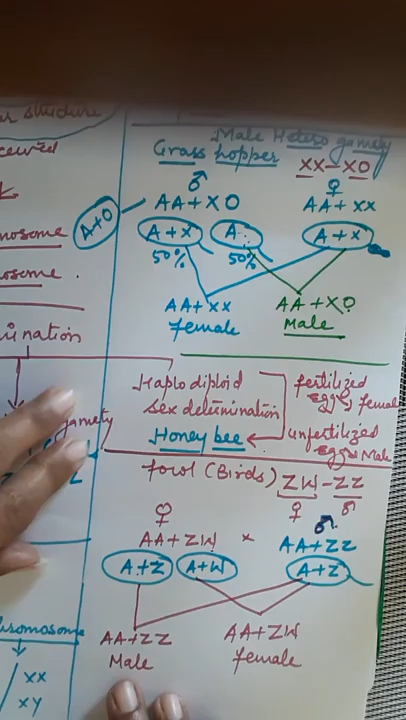 structure
Male Hetero gamety
Grass hopper XX-XO
♂ ♀
AA+XO AA+XX
A+O
A+X A A+X
50% 50%
AA+XX AA+XO
female Male
Haplo diploid
Sex determination
Honey bee
fertilized
Eggs female
unfertilized
Eggs Male
gamety
fowl (Birds) ZW-ZZ
♀ ♂
♀ ♂
AA+ZW × AA+ZZ
A+Z A+W A+Z
AA+ZZ AA+ZW
Male female
XX
XY